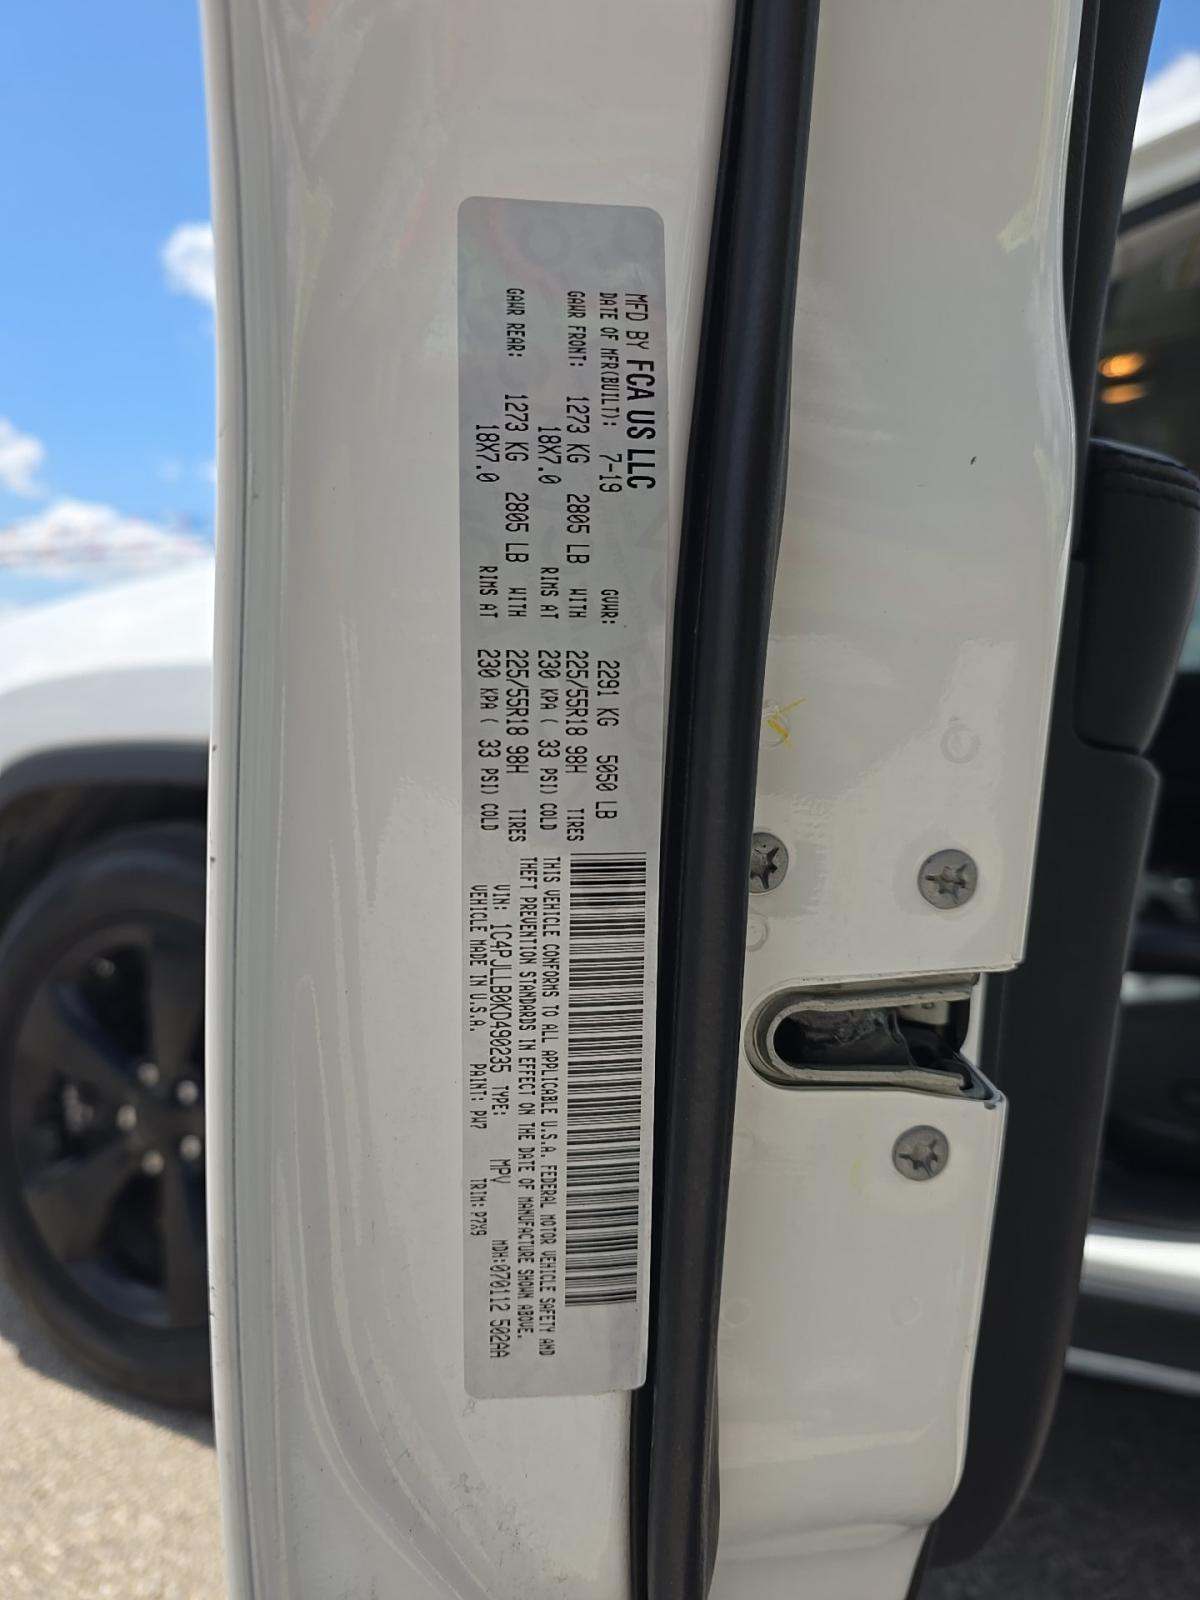 MFD BY FCA US LLC
DATE OF MFR(BUILT): 7-19 GVWR: 2291 KG 5050 LB
GAWR FRONT: 1273 KG 2805 LB WITH 225/55R18 98H TIRES
18X7.0 RIMS AT 230 KPA ( 33 PSI) COLD
GAWR REAR: 1273 KG 2805 LB WITH 225/55R18 98H TIRES
18X7.0 RIMS AT 230 KPA ( 33 PSI) COLD
THIS VEHICLE CONFORMS TO ALL APPLICABLE U.S.A. FEDERAL MOTOR VEHICLE SAFETY AND
THEFT PREVENTION STANDARDS IN EFFECT ON THE DATE OF MANUFACTURE SHOWN ABOVE.
VIN: 1C4PJLLB0KD490235 TYPE: MPV MDH:070112 502AA
VEHICLE MADE IN U.S.A. PAINT: PW7 TRIM: P7X9